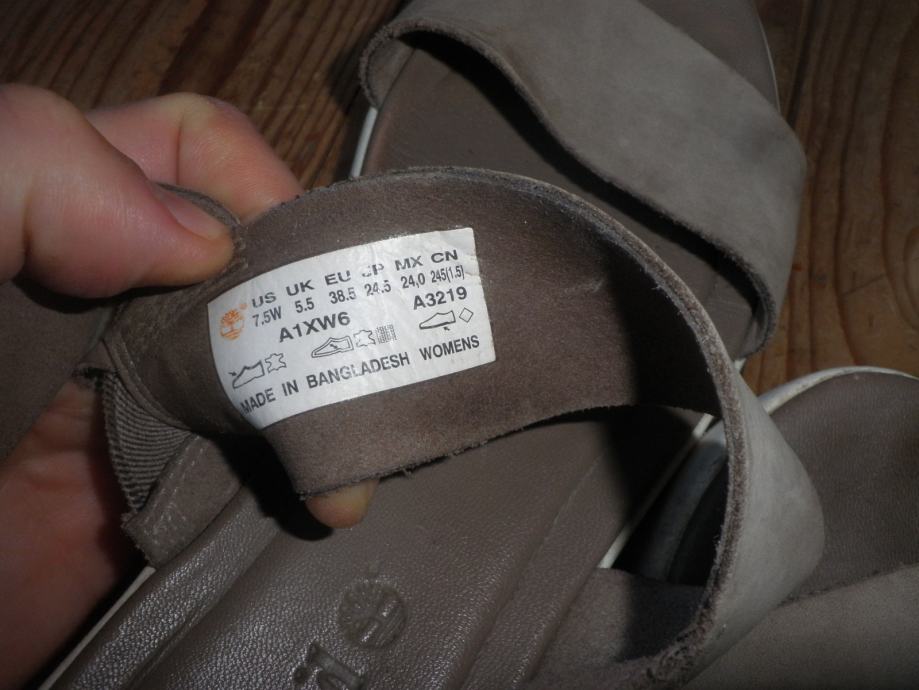 US UK EU JP MX CN
7.5W 5.5 38.5 24.5 24,0 245(1.5)
A1XW6 A3219
MADE IN BANGLADESH WOMENS